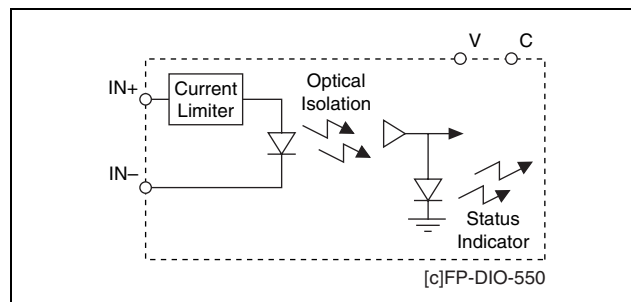 V
C
IN+
Current
Limiter
Optical
Isolation
IN–
Status
Indicator
[c]FP-DIO-550